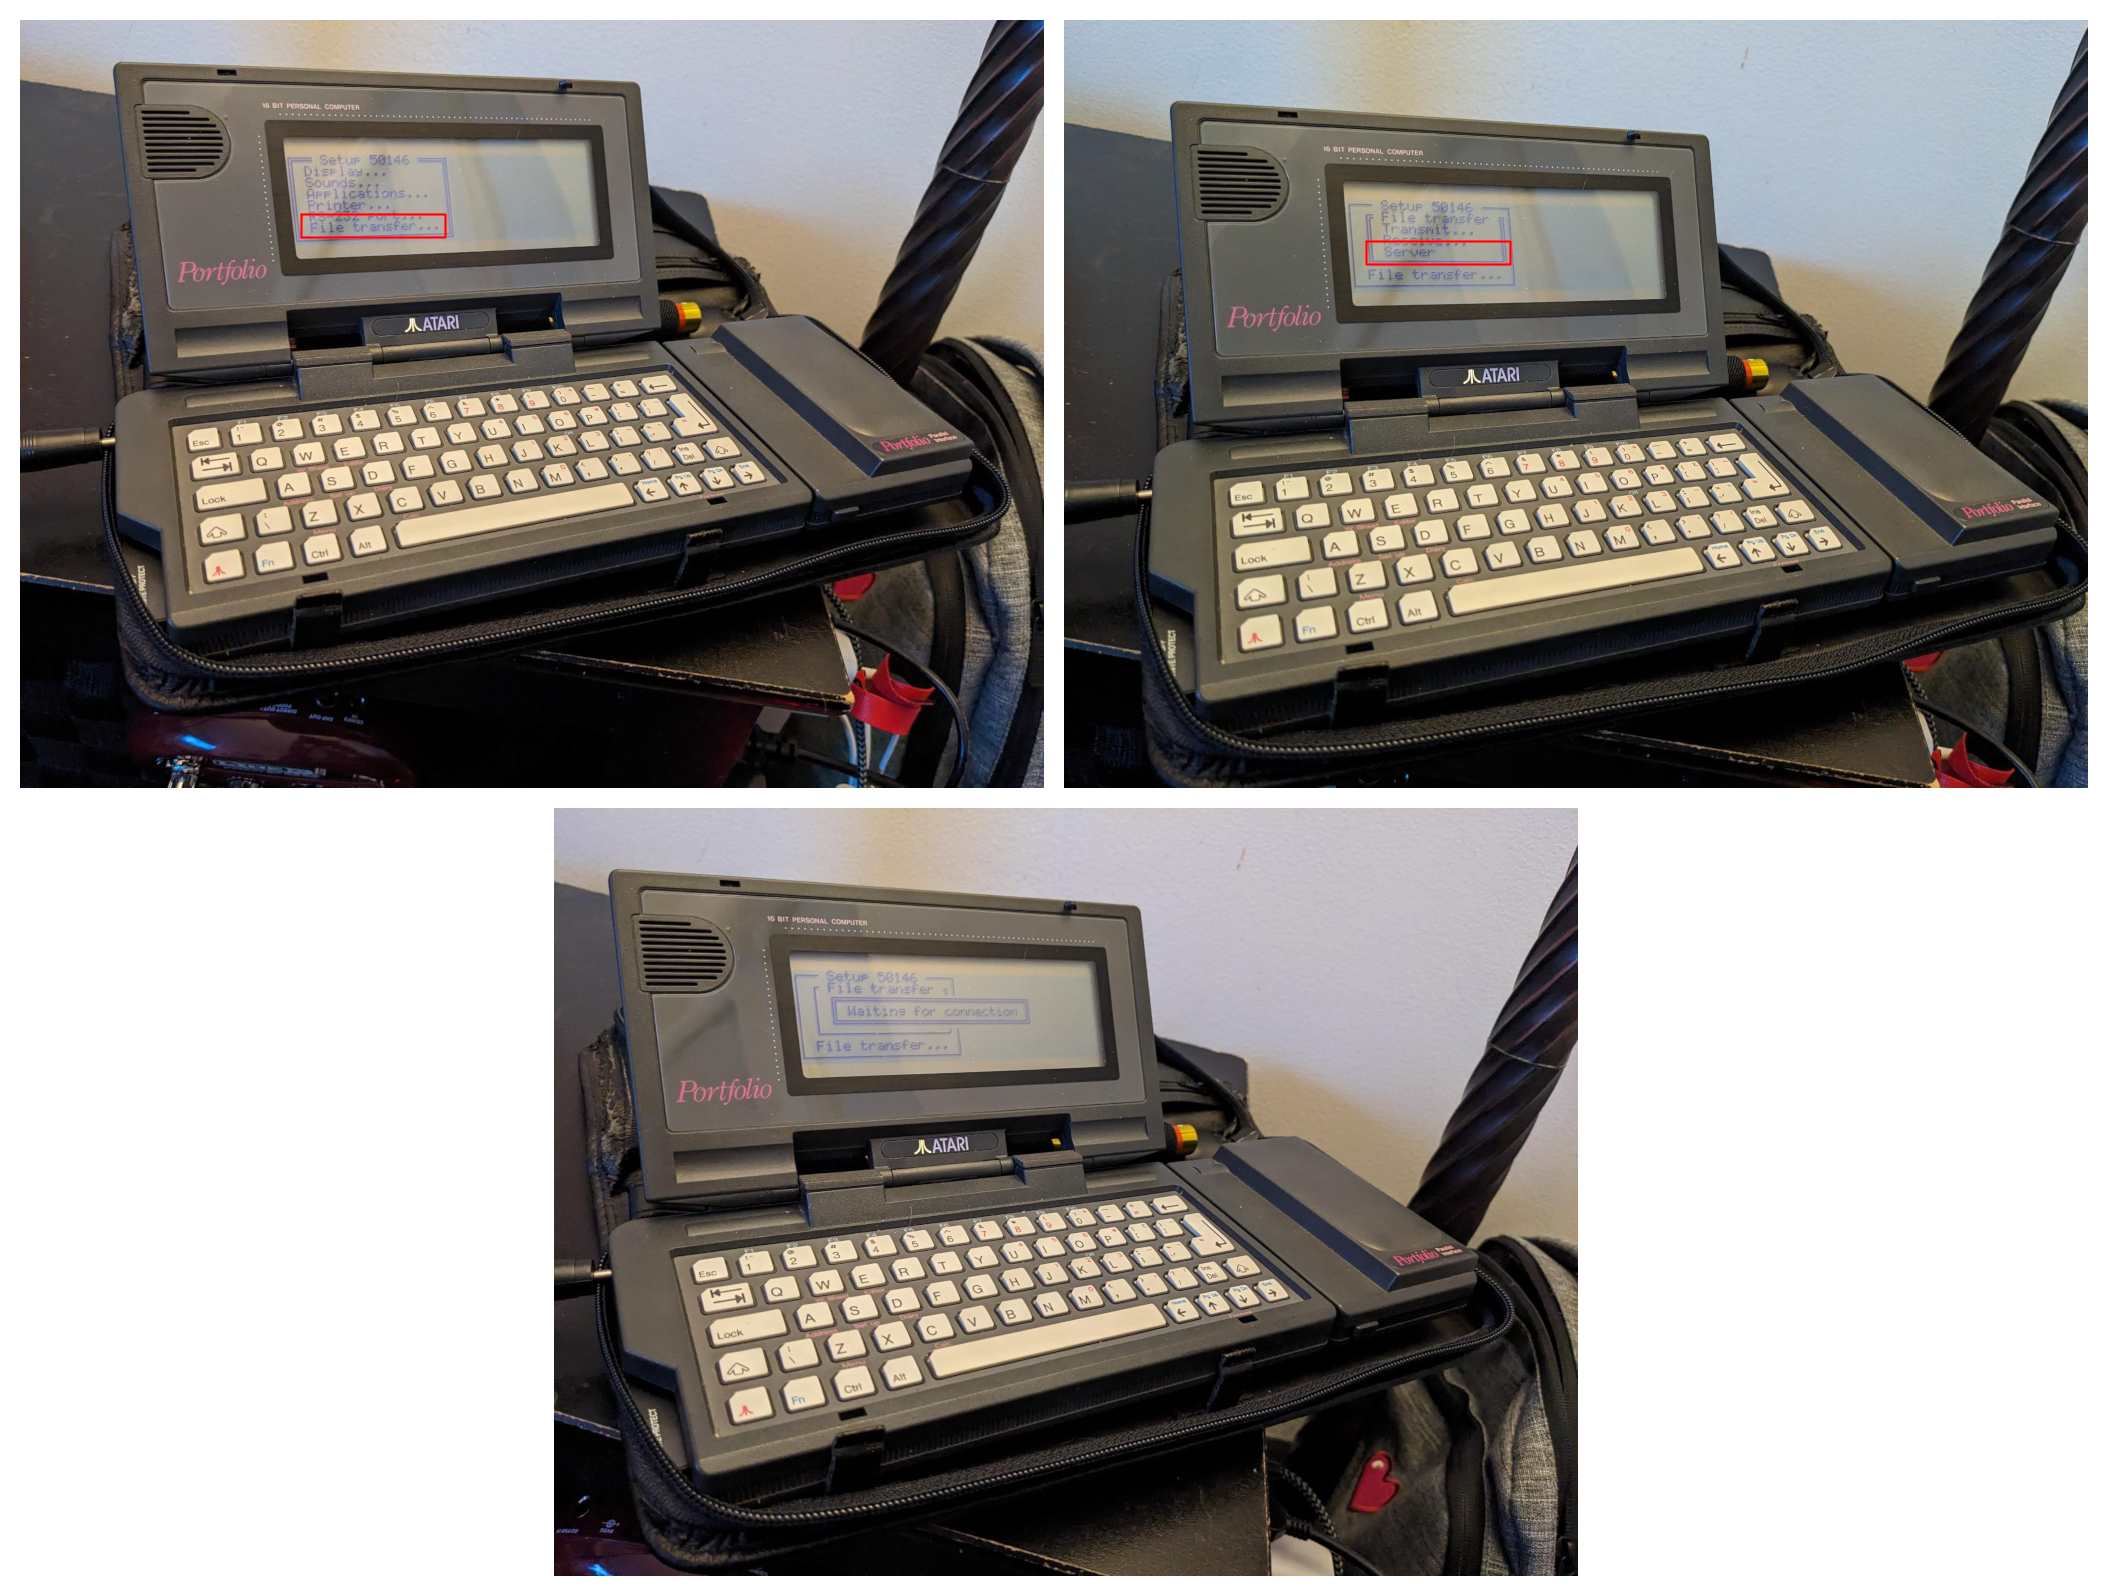 16 BIT PERSONAL COMPUTER
Setup 50146
Display...
Sounds...
Applications...
Printer...
RS-232 Port...
File transfer...
Portfolio
ATARI
Portfolio Parallel Interface
Esc 1 2 3 4 5 6 7 8 9 0
Q W E R T Y U I O P
Lock A S D F G H J K L
Ins Del
\ Z X C V B N M
Home Pg Up Pg Dn End
Fn Ctrl Alt
DIRECT OUT
16 BIT PERSONAL COMPUTER
Setup 50146
File transfer
Transmit...
Receive...
Server
File transfer...
Portfolio
ATARI
Portfolio Parallel Interface
Esc 1 2 3 4 5 6 7 8 9 0
Q W E R T Y U I O P
Lock A S D F G H J K L
Ins Del
\ Z X C V B N M
Home Pg Up Pg Dn End
Fn Ctrl Alt
16 BIT PERSONAL COMPUTER
Setup 50146
File transfer
Waiting for connection
File transfer...
Portfolio
ATARI
Portfolio Parallel Interface
Esc 1 2 3 4 5 6 7 8 9 0
Q W E R T Y U I O P
Lock A S D F G H J K L
Ins Del
\ Z X C V B N M
Home Pg Up Pg Dn End
Fn Ctrl Alt